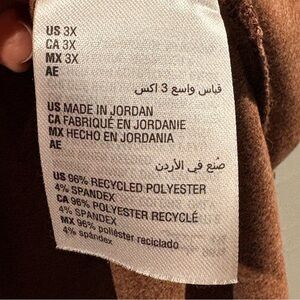 US 3X
CA 3X
MX 3X
AE
قياس واسع 3 اكس
US MADE IN JORDAN
CA FABRIQUÉ EN JORDANIE
MX HECHO EN JORDANIA
AE
صُنع في الأردن
US 96% RECYCLED POLYESTER
4% SPANDEX
CA 96% POLYESTER RECYCLÉ
4% SPANDEX
MX 96% poliéster reciclado
4% spandex